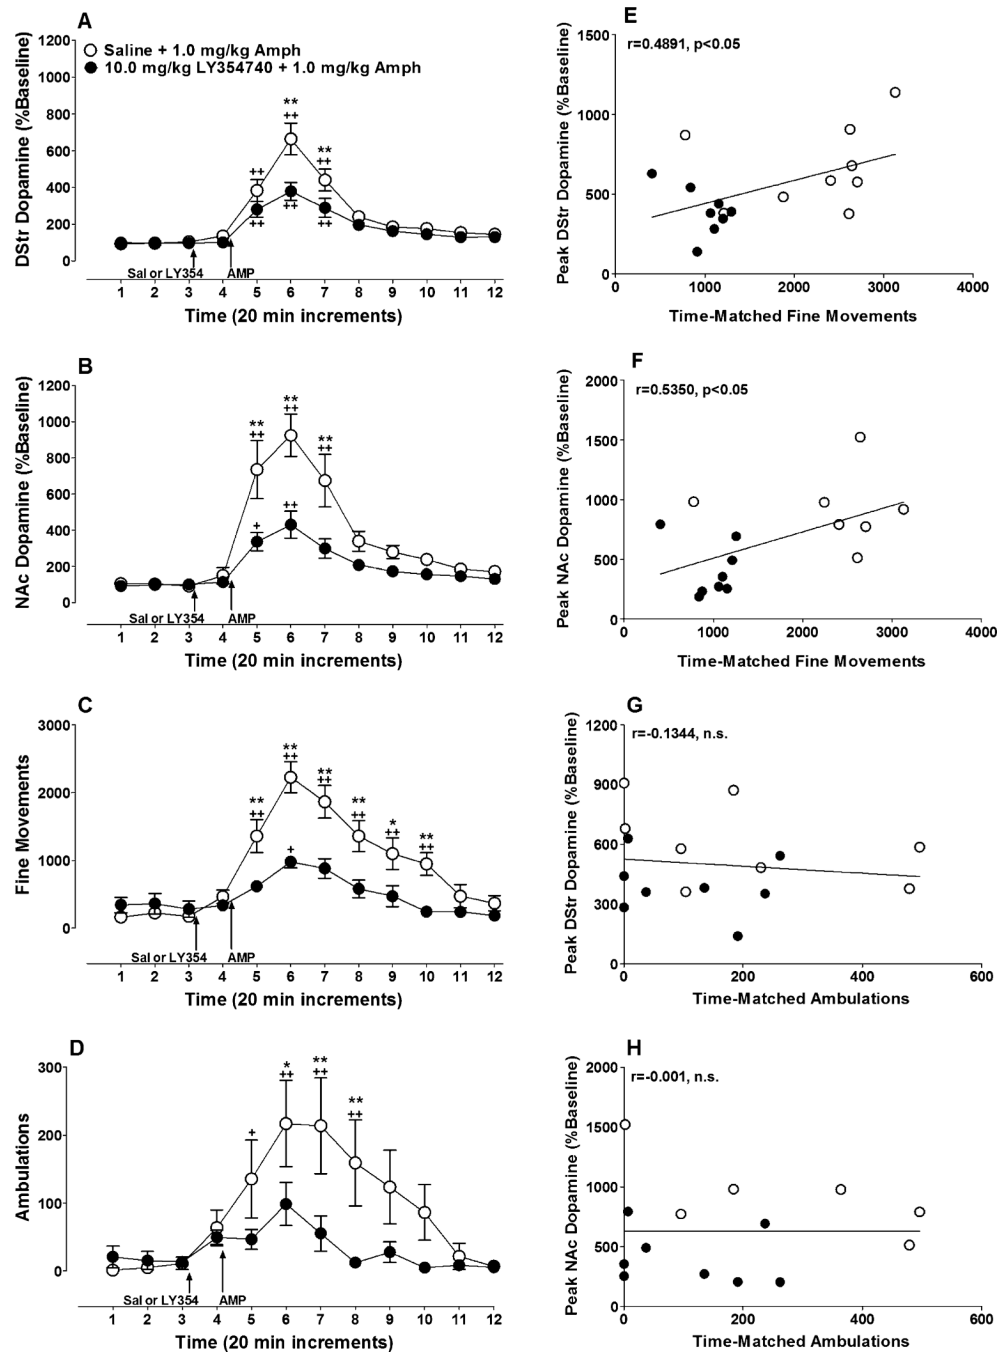 A
DStr Dopamine (%Baseline)
1200
1000
800
600
400
200
0
Saline + 1.0 mg/kg Amph
10.0 mg/kg LY354740 + 1.0 mg/kg Amph
++
++
**
++
++
**
++
++
Sal or LY354
AMP
1 2 3 4 5 6 7 8 9 10 11 12
Time (20 min increments)
E
Peak DStr Dopamine (%Baseline)
1500
1000
500
0
r=0.4891, p<0.05
0 1000 2000 3000 4000
Time-Matched Fine Movements
B
NAc Dopamine (%Baseline)
1200
1000
800
600
400
200
0
**
++
+
**
++
++
**
++
Sal or LY354
AMP
1 2 3 4 5 6 7 8 9 10 11 12
Time (20 min increments)
F
Peak NAc Dopamine (%Baseline)
2000
1500
1000
500
0
r=0.5350, p<0.05
0 1000 2000 3000 4000
Time-Matched Fine Movements
C
Fine Movements
3000
2000
1000
0
**
++
**
++
+
**
++
**
++
*
++
**
++
Sal or LY354
AMP
1 2 3 4 5 6 7 8 9 10 11 12
Time (20 min increments)
G
Peak DStr Dopamine (%Baseline)
1200
900
600
300
0
r=-0.1344, n.s.
0 200 400 600
Time-Matched Ambulations
D
Ambulations
300
200
100
0
+
*
++
**
++
**
++
Sal or LY354
AMP
1 2 3 4 5 6 7 8 9 10 11 12
Time (20 min increments)
H
Peak NAc Dopamine (%Baseline)
2000
1500
1000
500
0
r=-0.001, n.s.
0 200 400 600
Time-Matched Ambulations